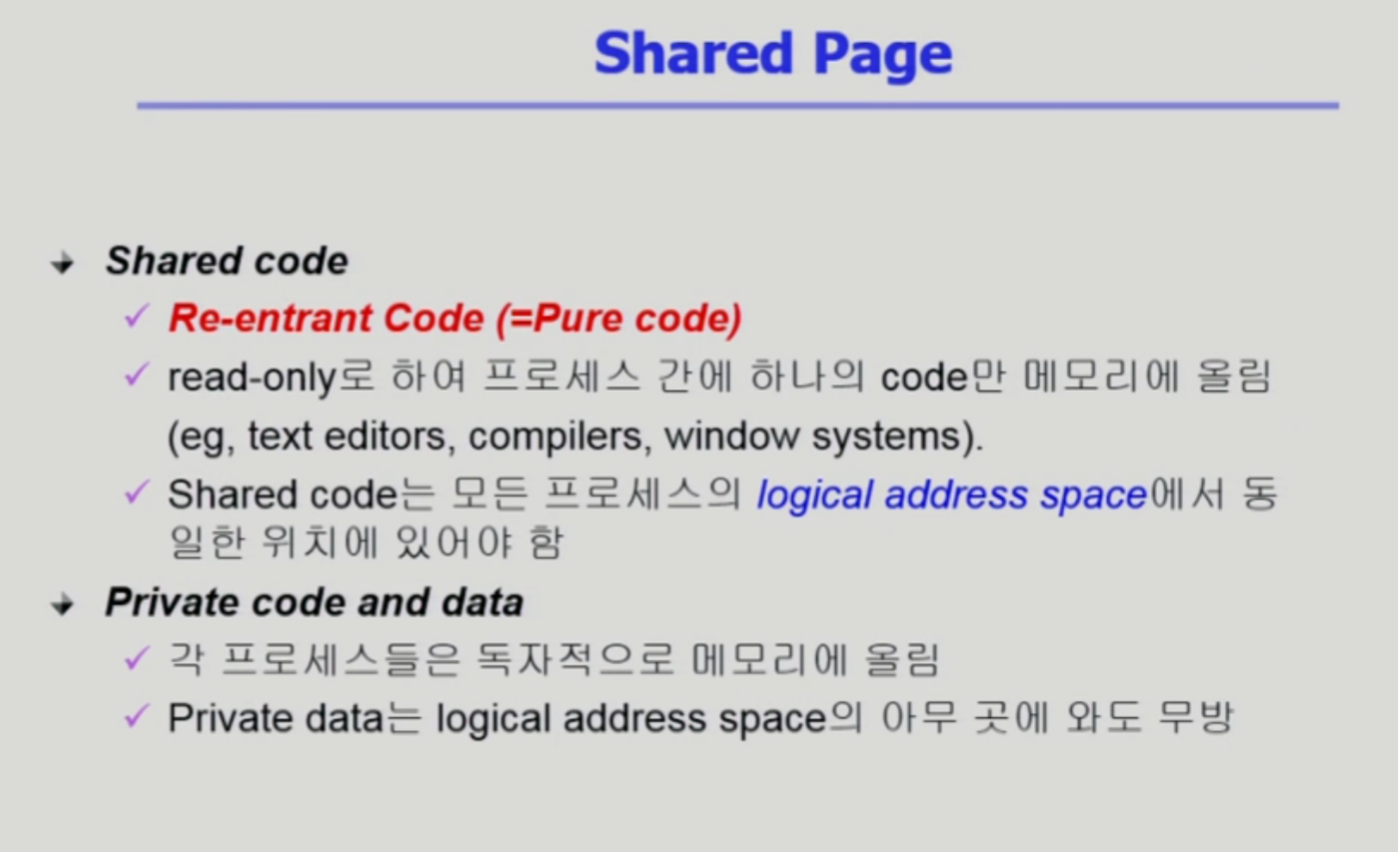 Shared Page
Shared code
Re-entrant Code (=Pure code)
read-only로 하여 프로세스 간에 하나의 code만 메모리에 올림
(eg, text editors, compilers, window systems).
Shared code는 모든 프로세스의 logical address space에서 동
일한 위치에 있어야 함
Private code and data
각 프로세스들은 독자적으로 메모리에 올림
Private data는 logical address space의 아무 곳에 와도 무방